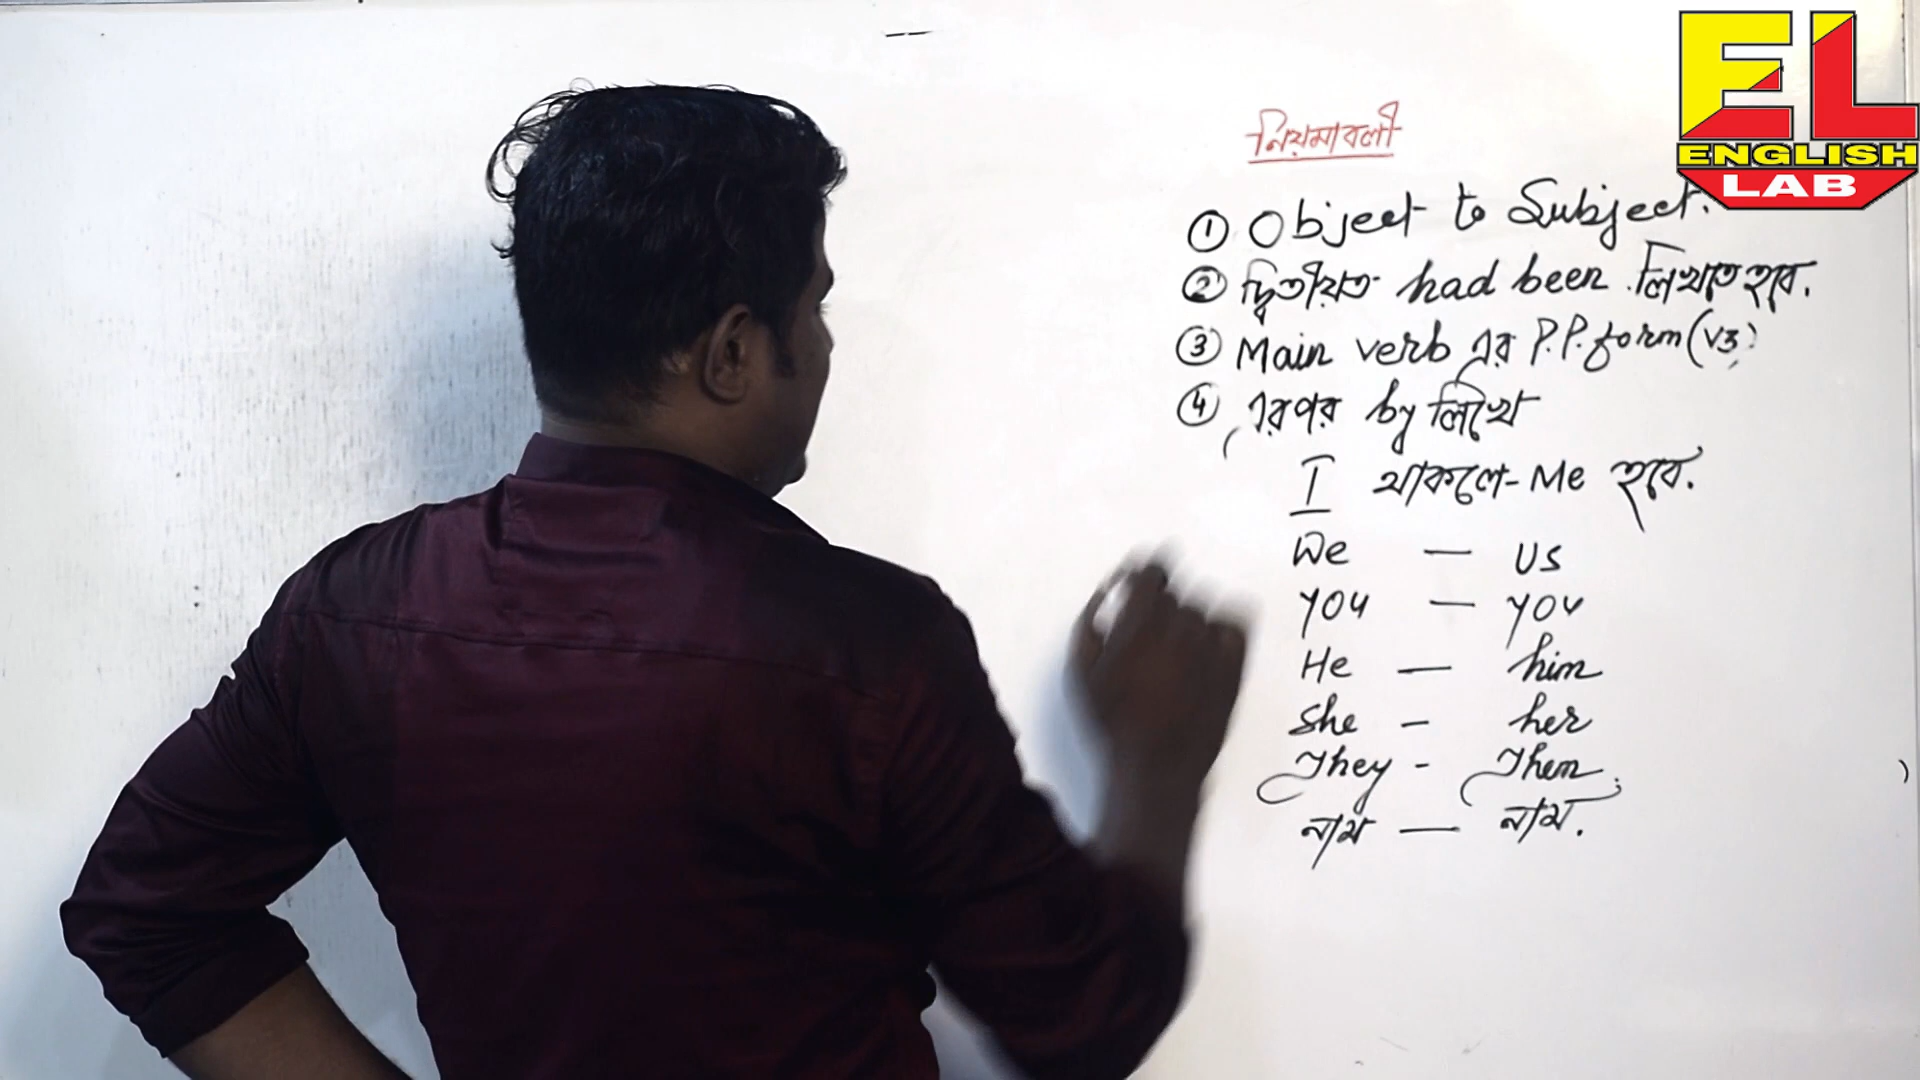 EL
ENGLISH
LAB
নিয়মাবলী
① Object to Subject.
② দ্বিতীয়ত had been লিখতে হবে.
③ Main verb এর P.P. form (v3)
④ এরপর by লিখে
I থাকলে - Me হবে.
We — us
you — you
He — him
She - her
They - Them
নাম — নাম.